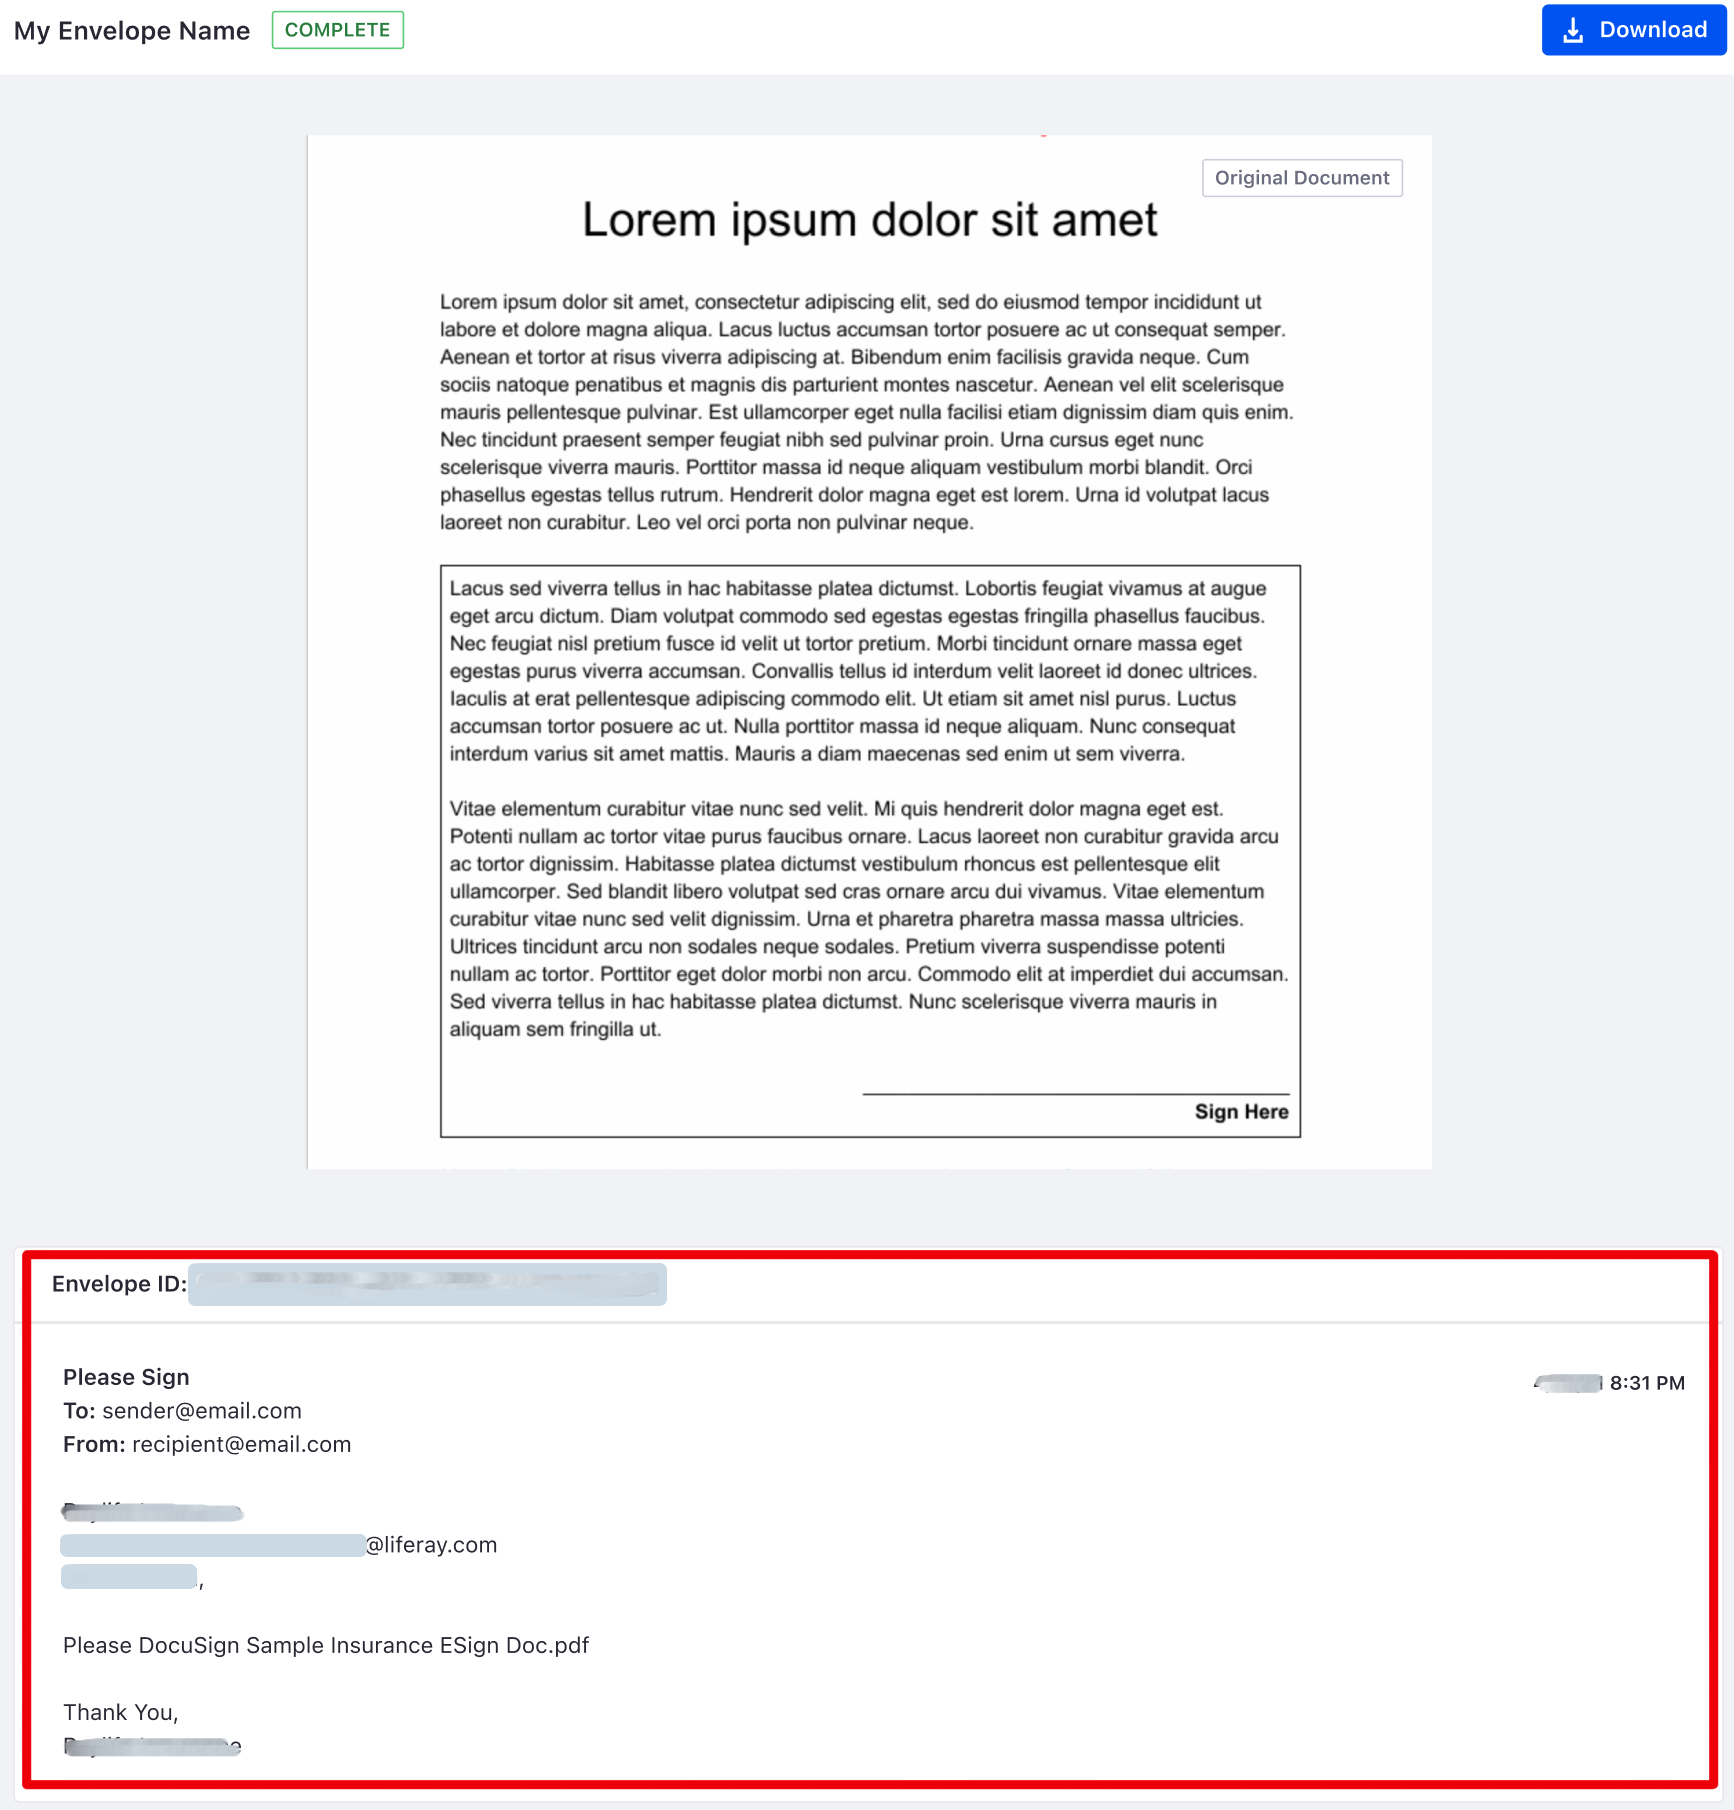 My Envelope Name COMPLETE Download
Original Document
Lorem ipsum dolor sit amet
Lorem ipsum dolor sit amet, consectetur adipiscing elit, sed do eiusmod tempor incididunt ut
labore et dolore magna aliqua. Lacus luctus accumsan tortor posuere ac ut consequat semper.
Aenean et tortor at risus viverra adipiscing at. Bibendum enim facilisis gravida neque. Cum
sociis natoque penatibus et magnis dis parturient montes nascetur. Aenean vel elit scelerisque
mauris pellentesque pulvinar. Est ullamcorper eget nulla facilisi etiam dignissim diam quis enim.
Nec tincidunt praesent semper feugiat nibh sed pulvinar proin. Urna cursus eget nunc
scelerisque viverra mauris. Porttitor massa id neque aliquam vestibulum morbi blandit. Orci
phasellus egestas tellus rutrum. Hendrerit dolor magna eget est lorem. Urna id volutpat lacus
laoreet non curabitur. Leo vel orci porta non pulvinar neque.
Lacus sed viverra tellus in hac habitasse platea dictumst. Lobortis feugiat vivamus at augue
eget arcu dictum. Diam volutpat commodo sed egestas egestas fringilla phasellus faucibus.
Nec feugiat nisl pretium fusce id velit ut tortor pretium. Morbi tincidunt ornare massa eget
egestas purus viverra accumsan. Convallis tellus id interdum velit laoreet id donec ultrices.
Iaculis at erat pellentesque adipiscing commodo elit. Ut etiam sit amet nisl purus. Luctus
accumsan tortor posuere ac ut. Nulla porttitor massa id neque aliquam. Nunc consequat
interdum varius sit amet mattis. Mauris a diam maecenas sed enim ut sem viverra.
Vitae elementum curabitur vitae nunc sed velit. Mi quis hendrerit dolor magna eget est.
Potenti nullam ac tortor vitae purus faucibus ornare. Lacus laoreet non curabitur gravida arcu
ac tortor dignissim. Habitasse platea dictumst vestibulum rhoncus est pellentesque elit
ullamcorper. Sed blandit libero volutpat sed cras ornare arcu dui vivamus. Vitae elementum
curabitur vitae nunc sed velit dignissim. Urna et pharetra pharetra massa massa ultricies.
Ultrices tincidunt arcu non sodales neque sodales. Pretium viverra suspendisse potenti
nullam ac tortor. Porttitor eget dolor morbi non arcu. Commodo elit at imperdiet dui accumsan.
Sed viverra tellus in hac habitasse platea dictumst. Nunc scelerisque viverra mauris in
aliquam sem fringilla ut.
Sign Here
Envelope ID:
Please Sign
8:31 PM
To: sender@email.com
From: recipient@email.com
@liferay.com
,
Please DocuSign Sample Insurance ESign Doc.pdf
Thank You,